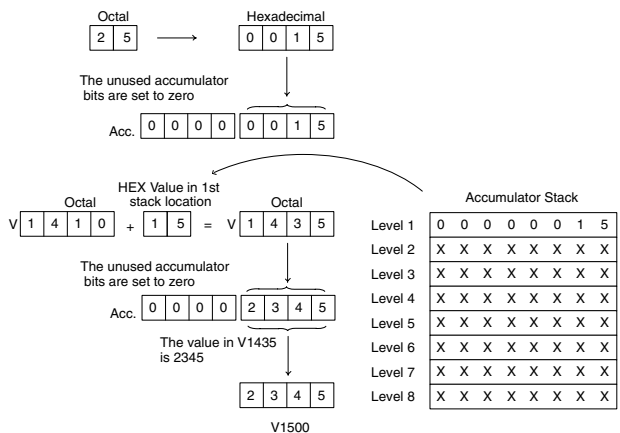 Octal
Hexadecimal
2 5
0 0 1 5
The unused accumulator
bits are set to zero
Acc. 0 0 0 0 0 0 1 5
Octal
HEX Value in 1st
stack location
Octal
V 1 4 1 0 + 1 5 = V 1 4 3 5
The unused accumulator
bits are set to zero
Acc. 0 0 0 0 2 3 4 5
The value in V1435
is 2345
2 3 4 5
V1500
Accumulator Stack
Level 1 0 0 0 0 0 0 1 5
Level 2 X X X X X X X X
Level 3 X X X X X X X X
Level 4 X X X X X X X X
Level 5 X X X X X X X X
Level 6 X X X X X X X X
Level 7 X X X X X X X X
Level 8 X X X X X X X X